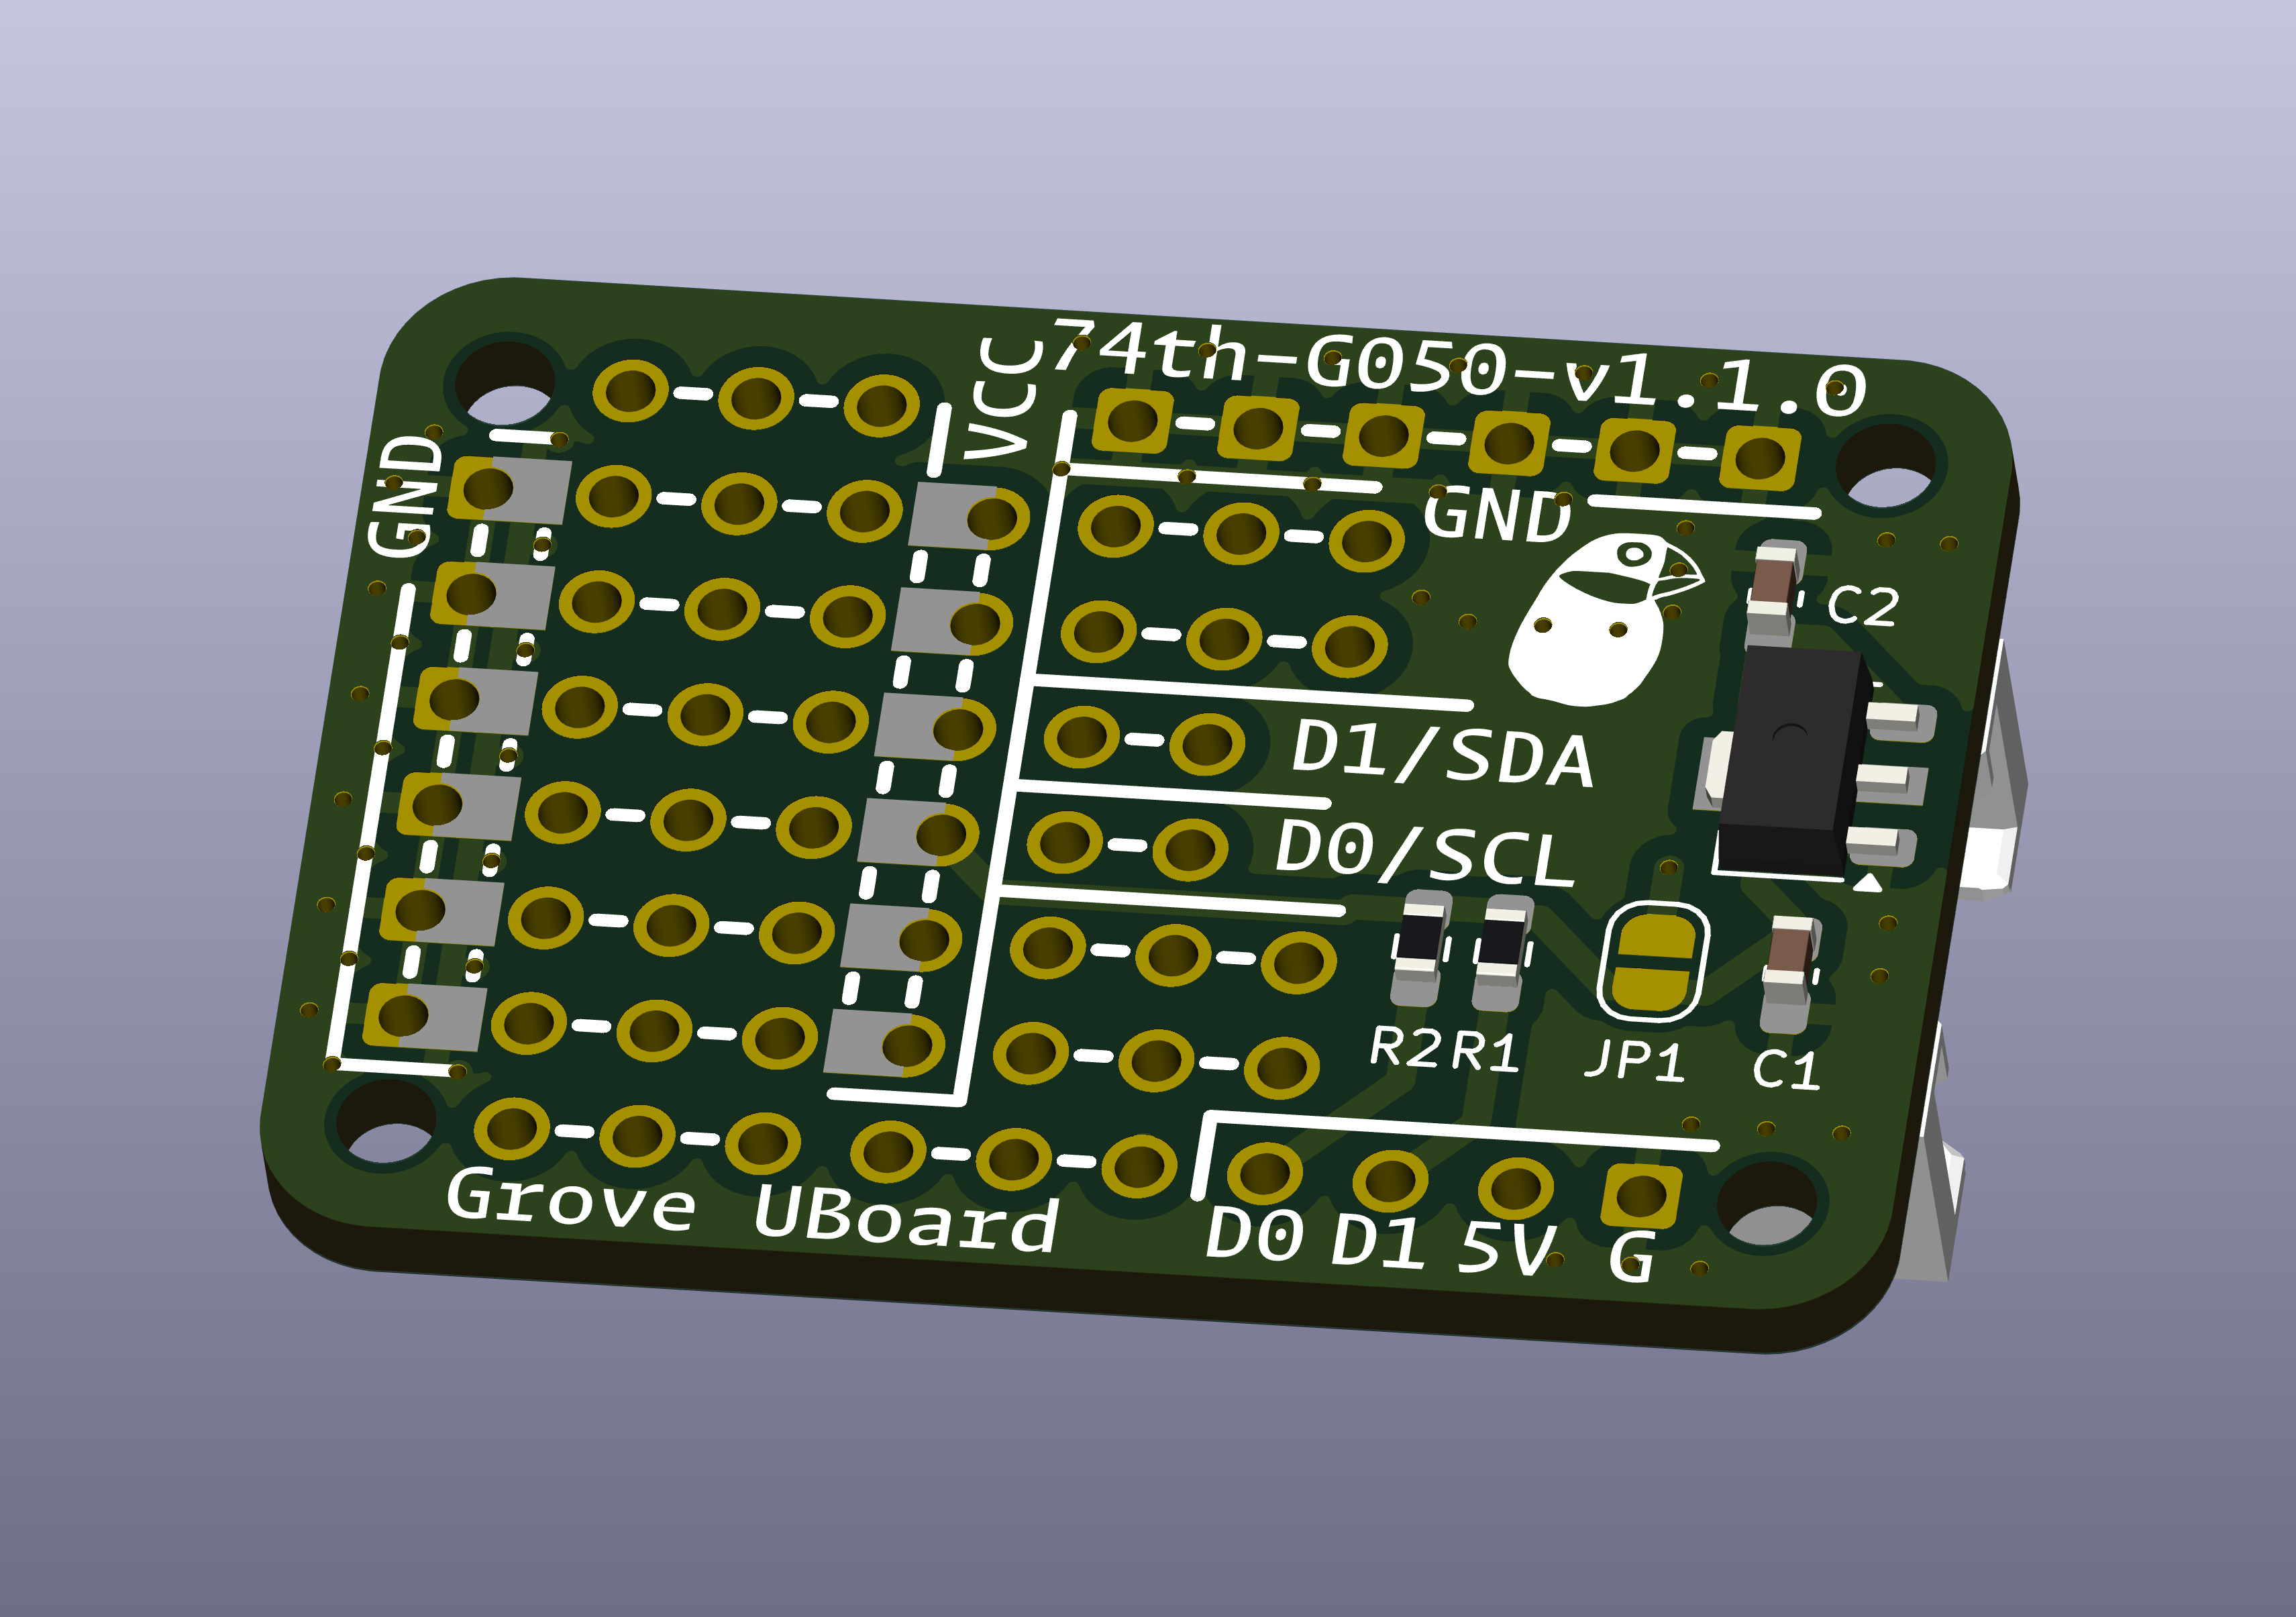 74th-G050-v1.1.0
VCC
GND
GND
C2
D1/SDA
D0/SCL
R2
R1
JP1
C1
Grove UBoard
D0 D1 5V G